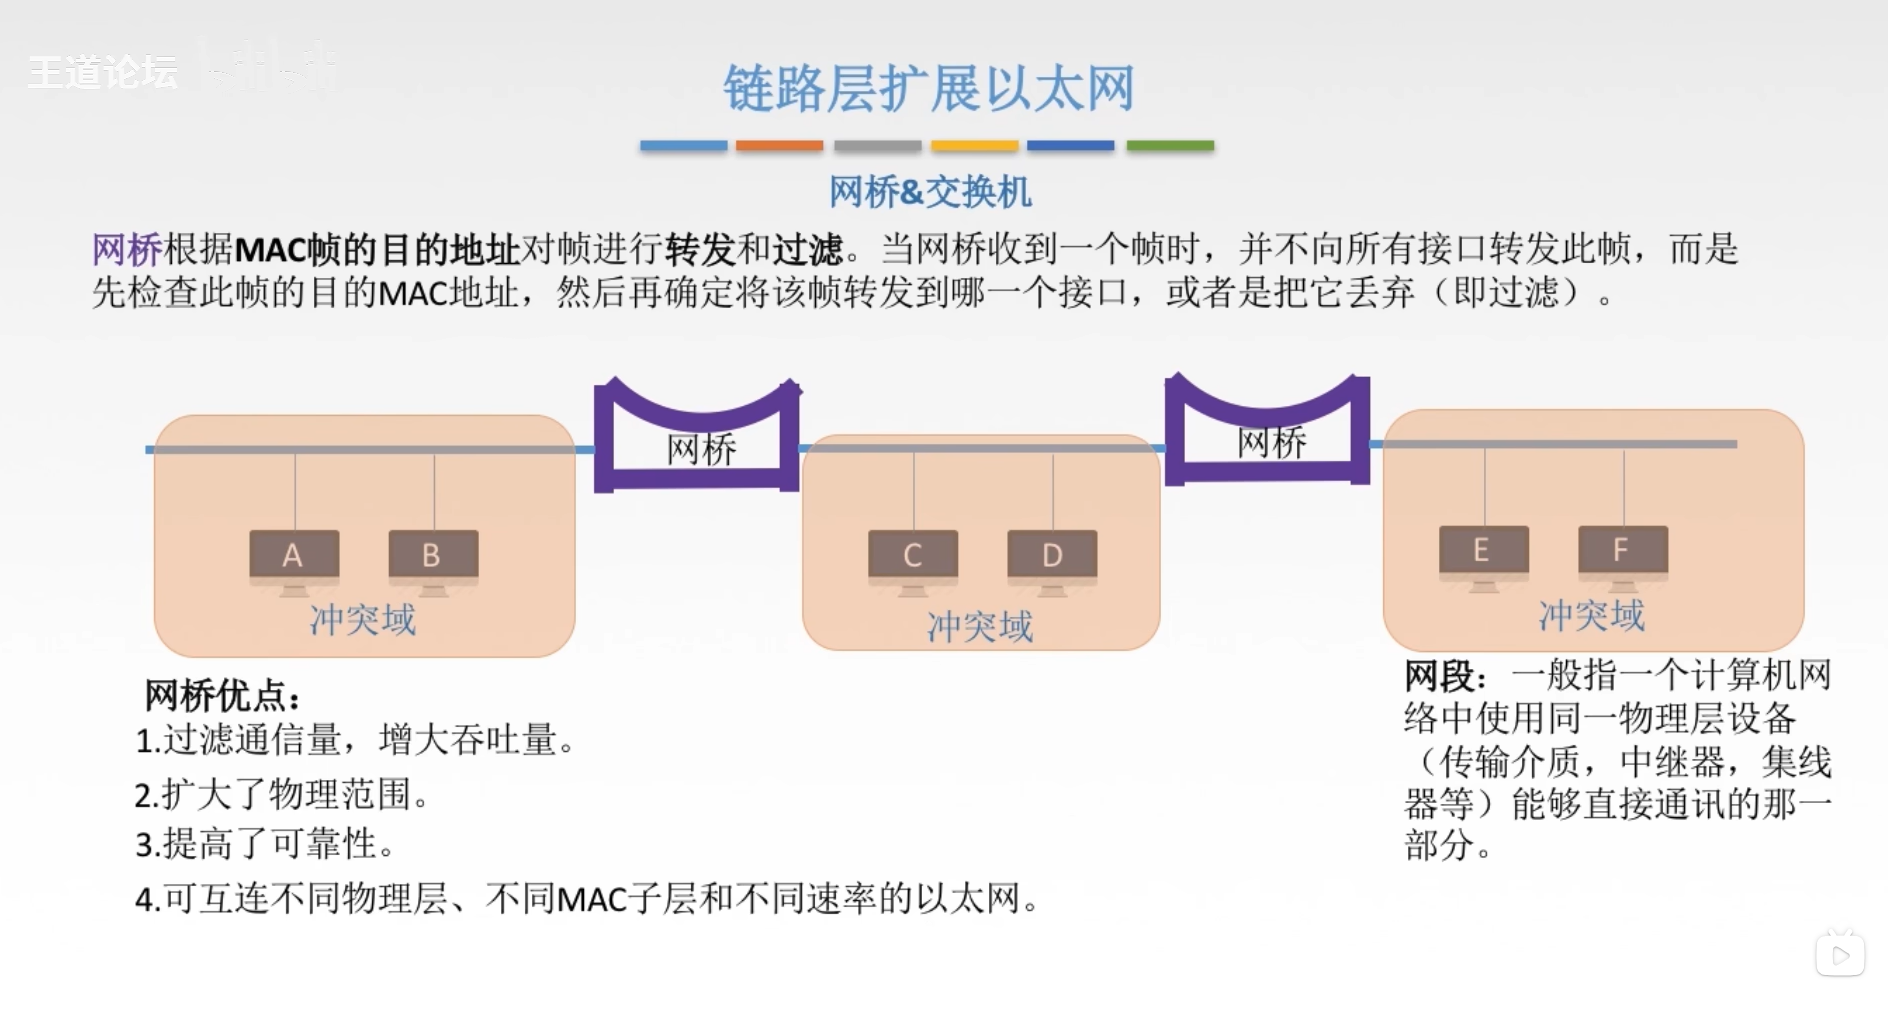 王道论坛
链路层扩展以太网
网桥&交换机
网桥根据MAC帧的目的地址对帧进行转发和过滤。当网桥收到一个帧时，并不向所有接口转发此帧，而是
先检查此帧的目的MAC地址，然后再确定将该帧转发到哪一个接口，或者是把它丢弃（即过滤）。
网桥
网桥
A
B
冲突域
C
D
冲突域
E
F
冲突域
网桥优点：
1.过滤通信量，增大吞吐量。
2.扩大了物理范围。
3.提高了可靠性。
4.可互连不同物理层、不同MAC子层和不同速率的以太网。
网段：一般指一个计算机网
络中使用同一物理层设备
（传输介质，中继器，集线
器等）能够直接通讯的那一
部分。